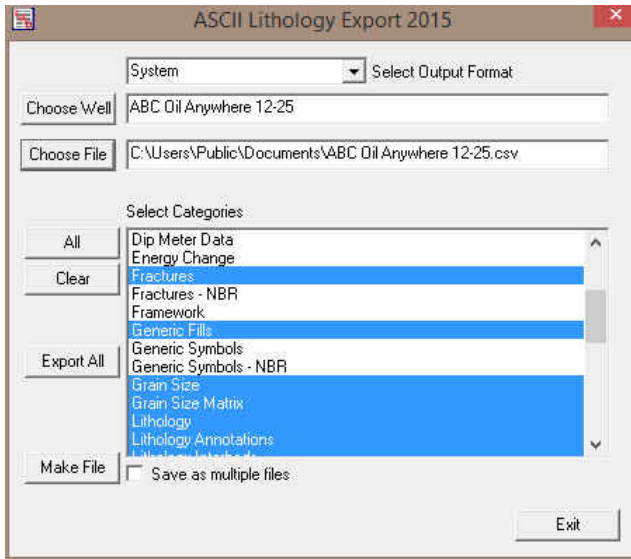 ASCII Lithology Export 2015
System Select Output Format
Choose Well ABC Oil Anywhere 12-25
Choose File C:\Users\Public\Documents\ABC Oil Anywhere 12-25.csv
Select Categories
All
Clear
Export All
Make File
Dip Meter Data
Energy Change
Fractures
Fractures - NBR
Framework
Generic Fills
Generic Symbols
Generic Symbols - NBR
Grain Size
Grain Size Matrix
Lithology
Lithology Annotations
Lithology Interbeds
Save as multiple files
Exit